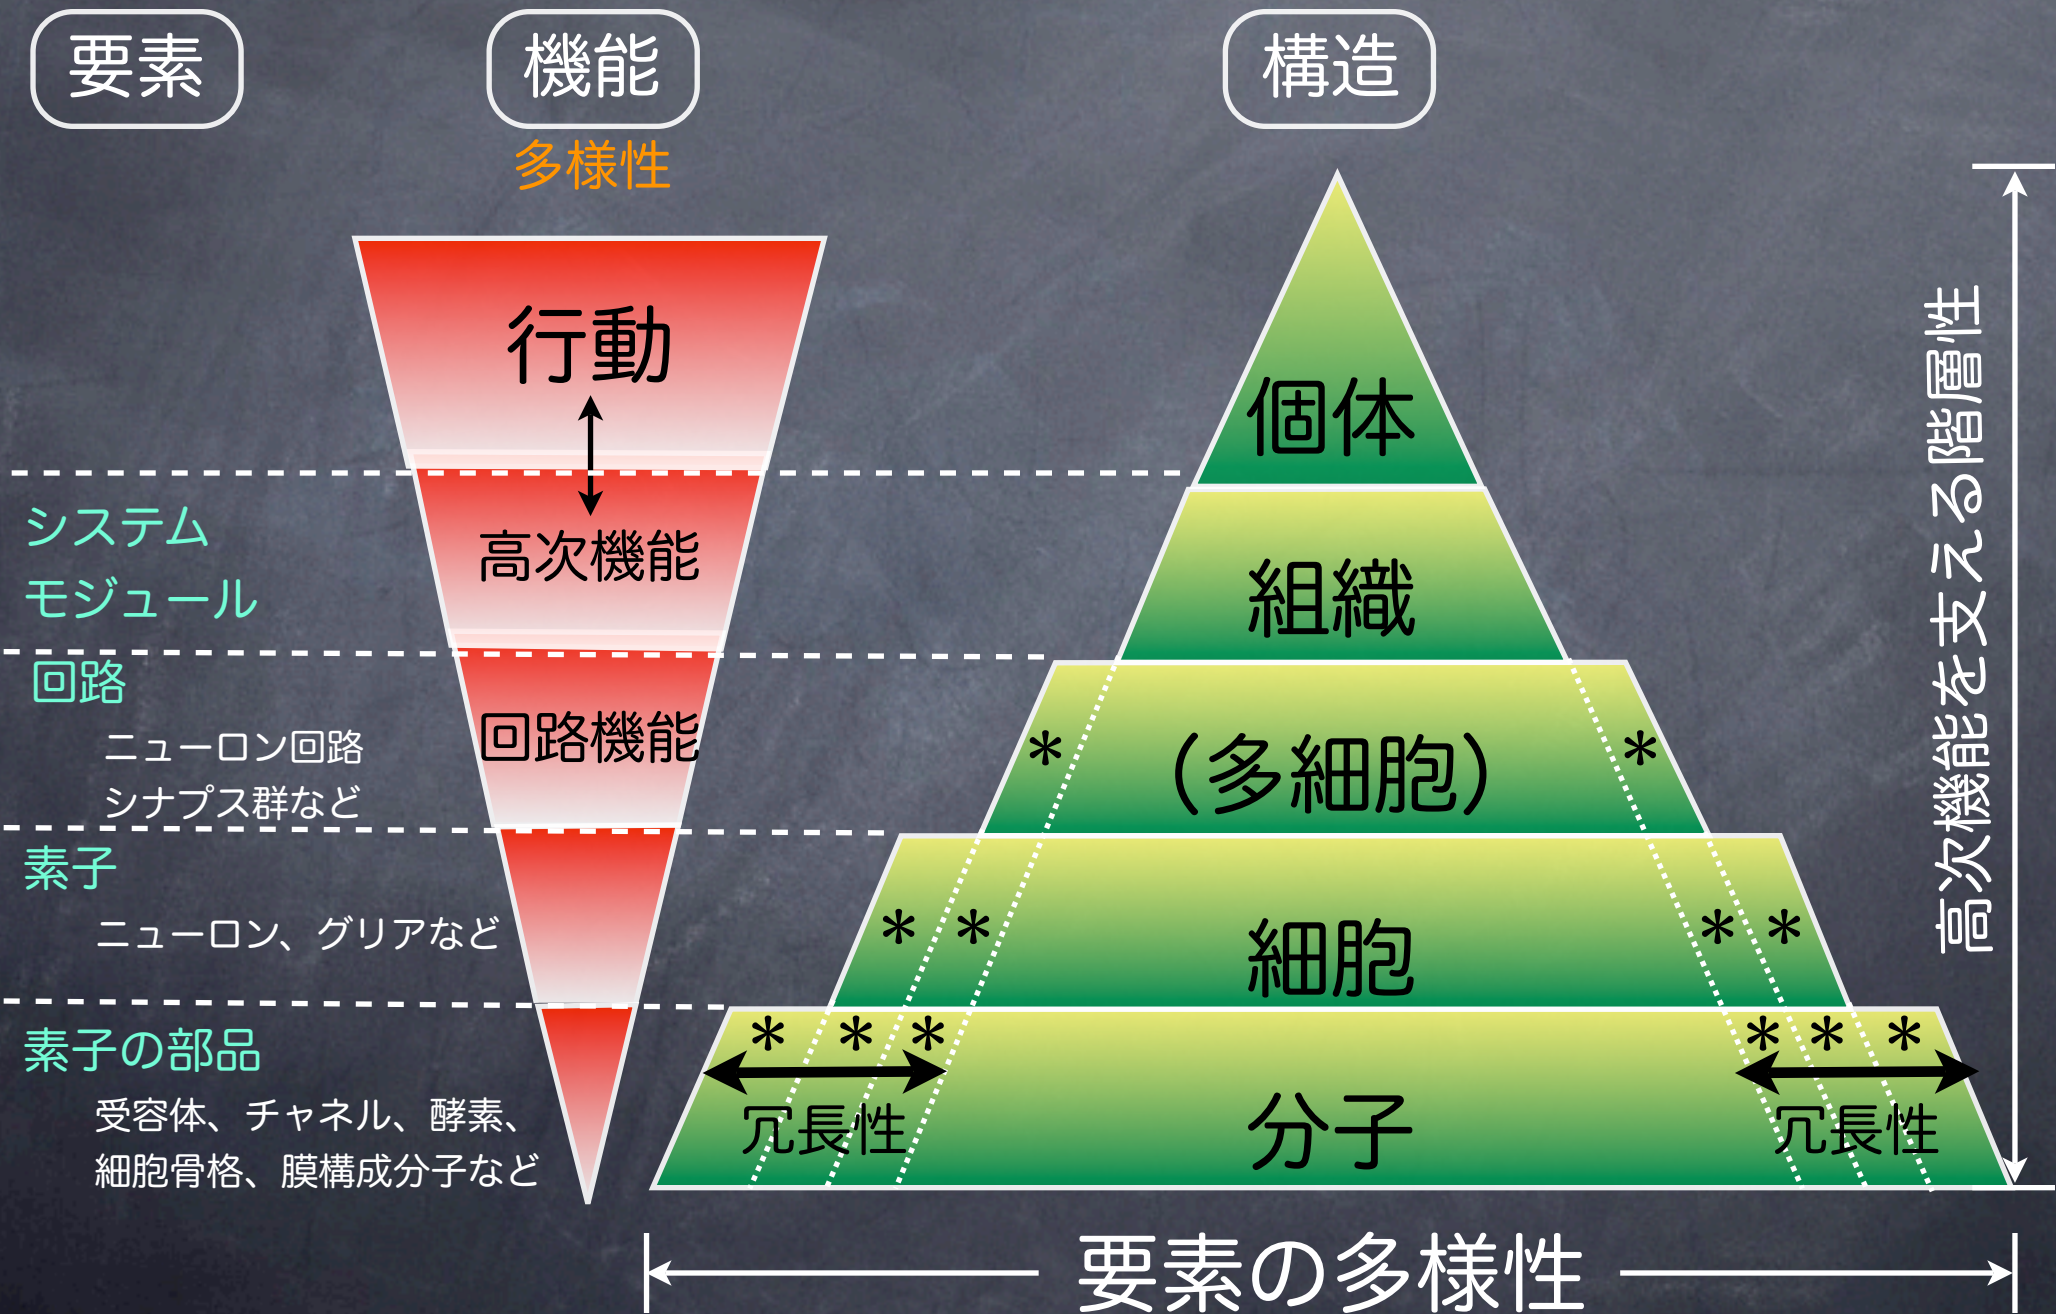 要素
機能
構造
多様性
行動
個体
システム
モジュール
高次機能
組織
回路
ニューロン回路
シナプス群など
回路機能
* (多細胞) *
素子
ニューロン、グリアなど
* * 細胞 * *
素子の部品
受容体、チャネル、酵素、
細胞骨格、膜構成分子など
* * * * * *
冗長性 分子 冗長性
高次機能を支える階層性
要素の多様性